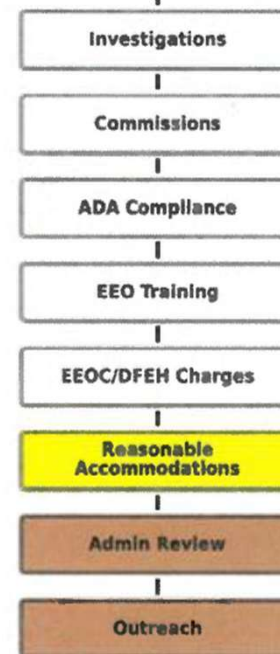 Investigations
Commissions
ADA Compliance
EEO Training
EEOC/DFEH Charges
Reasonable
Accommodations
Admin Review
Outreach